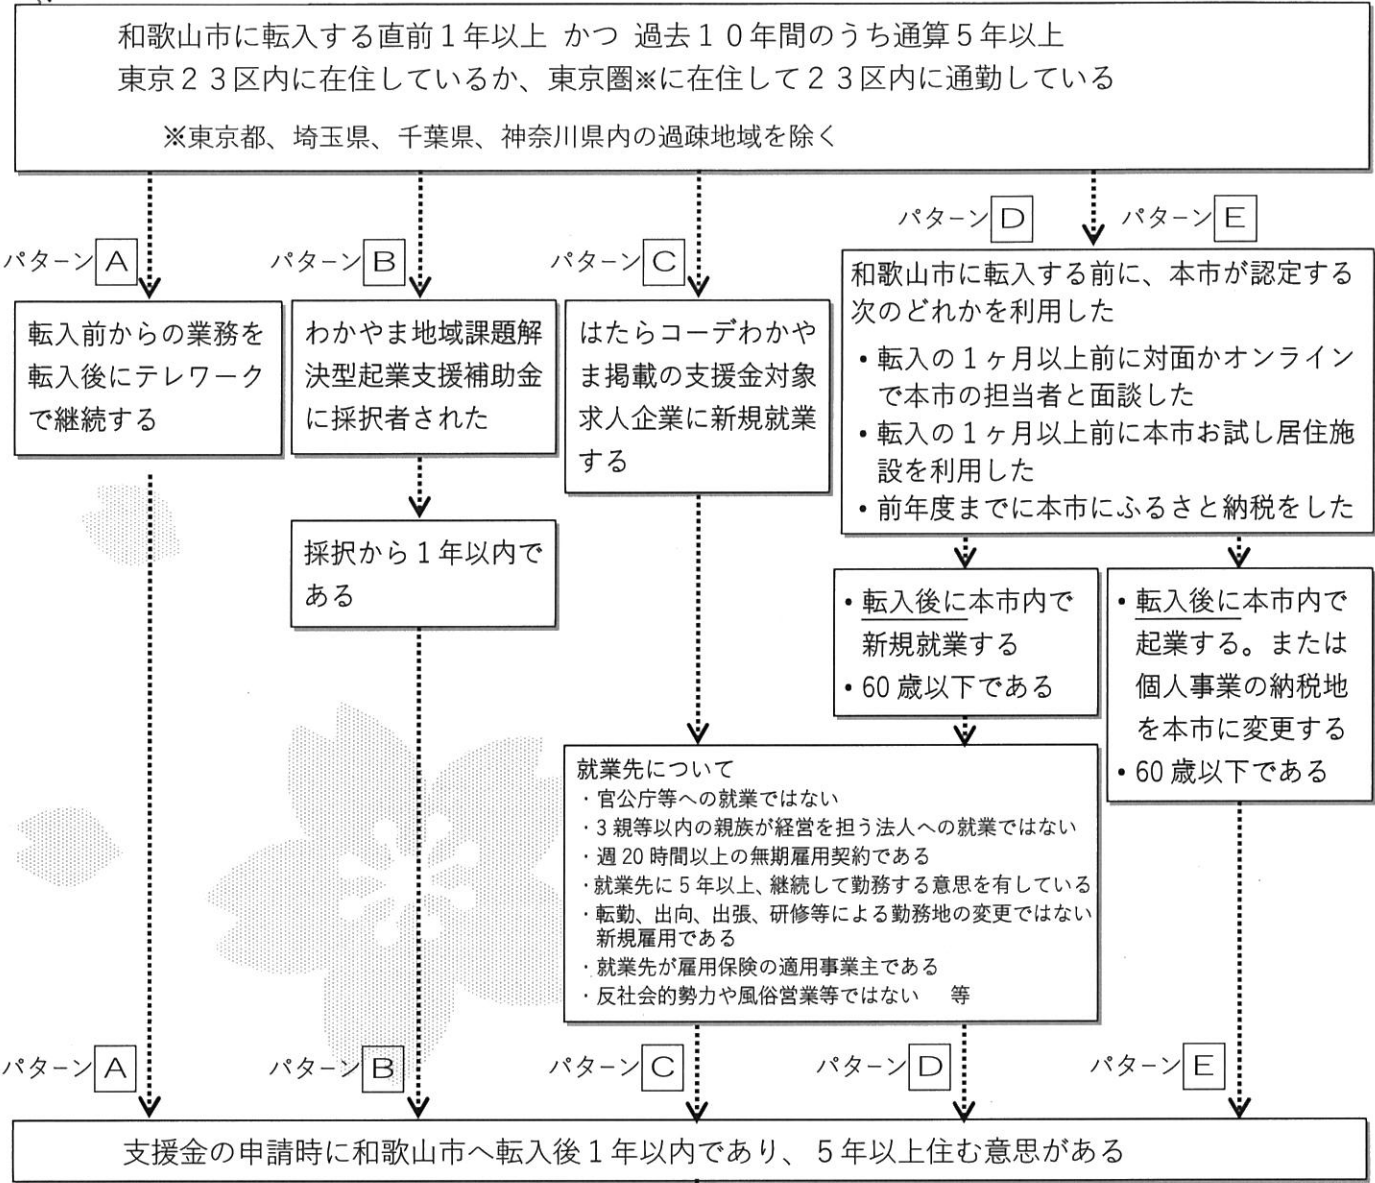 和歌山市に転入する直前１年以上 かつ 過去１０年間のうち通算５年以上
東京２３区内に在住しているか、東京圏※に在住して２３区内に通勤している
※東京都、埼玉県、千葉県、神奈川県内の過疎地域を除く
パターン A
転入前からの業務を
転入後にテレワーク
で継続する
パターン B
わかやま地域課題解
決型起業支援補助金
に採択者された
採択から１年以内で
ある
パターン C
はたらコーデわかや
ま掲載の支援金対象
求人企業に新規就業
する
パターン D
パターン E
和歌山市に転入する前に、本市が認定する
次のどれかを利用した
・転入の１ヶ月以上前に対面かオンライン
で本市の担当者と面談した
・転入の１ヶ月以上前に本市お試し居住施
設を利用した
・前年度までに本市にふるさと納税をした
・転入後に本市内で
新規就業する
・60歳以下である
・転入後に本市内で
起業する。または
個人事業の納税地
を本市に変更する
・60歳以下である
就業先について
・官公庁等への就業ではない
・3親等以内の親族が経営を担う法人への就業ではない
・週20時間以上の無期雇用契約である
・就業先に5年以上、継続して勤務する意思を有している
・転勤、出向、出張、研修等による勤務地の変更ではない
新規雇用である
・就業先が雇用保険の適用事業主である
・反社会的勢力や風俗営業等ではない　等
パターン A
パターン B
パターン C
パターン D
パターン E
支援金の申請時に和歌山市へ転入後１年以内であり、５年以上住む意思がある